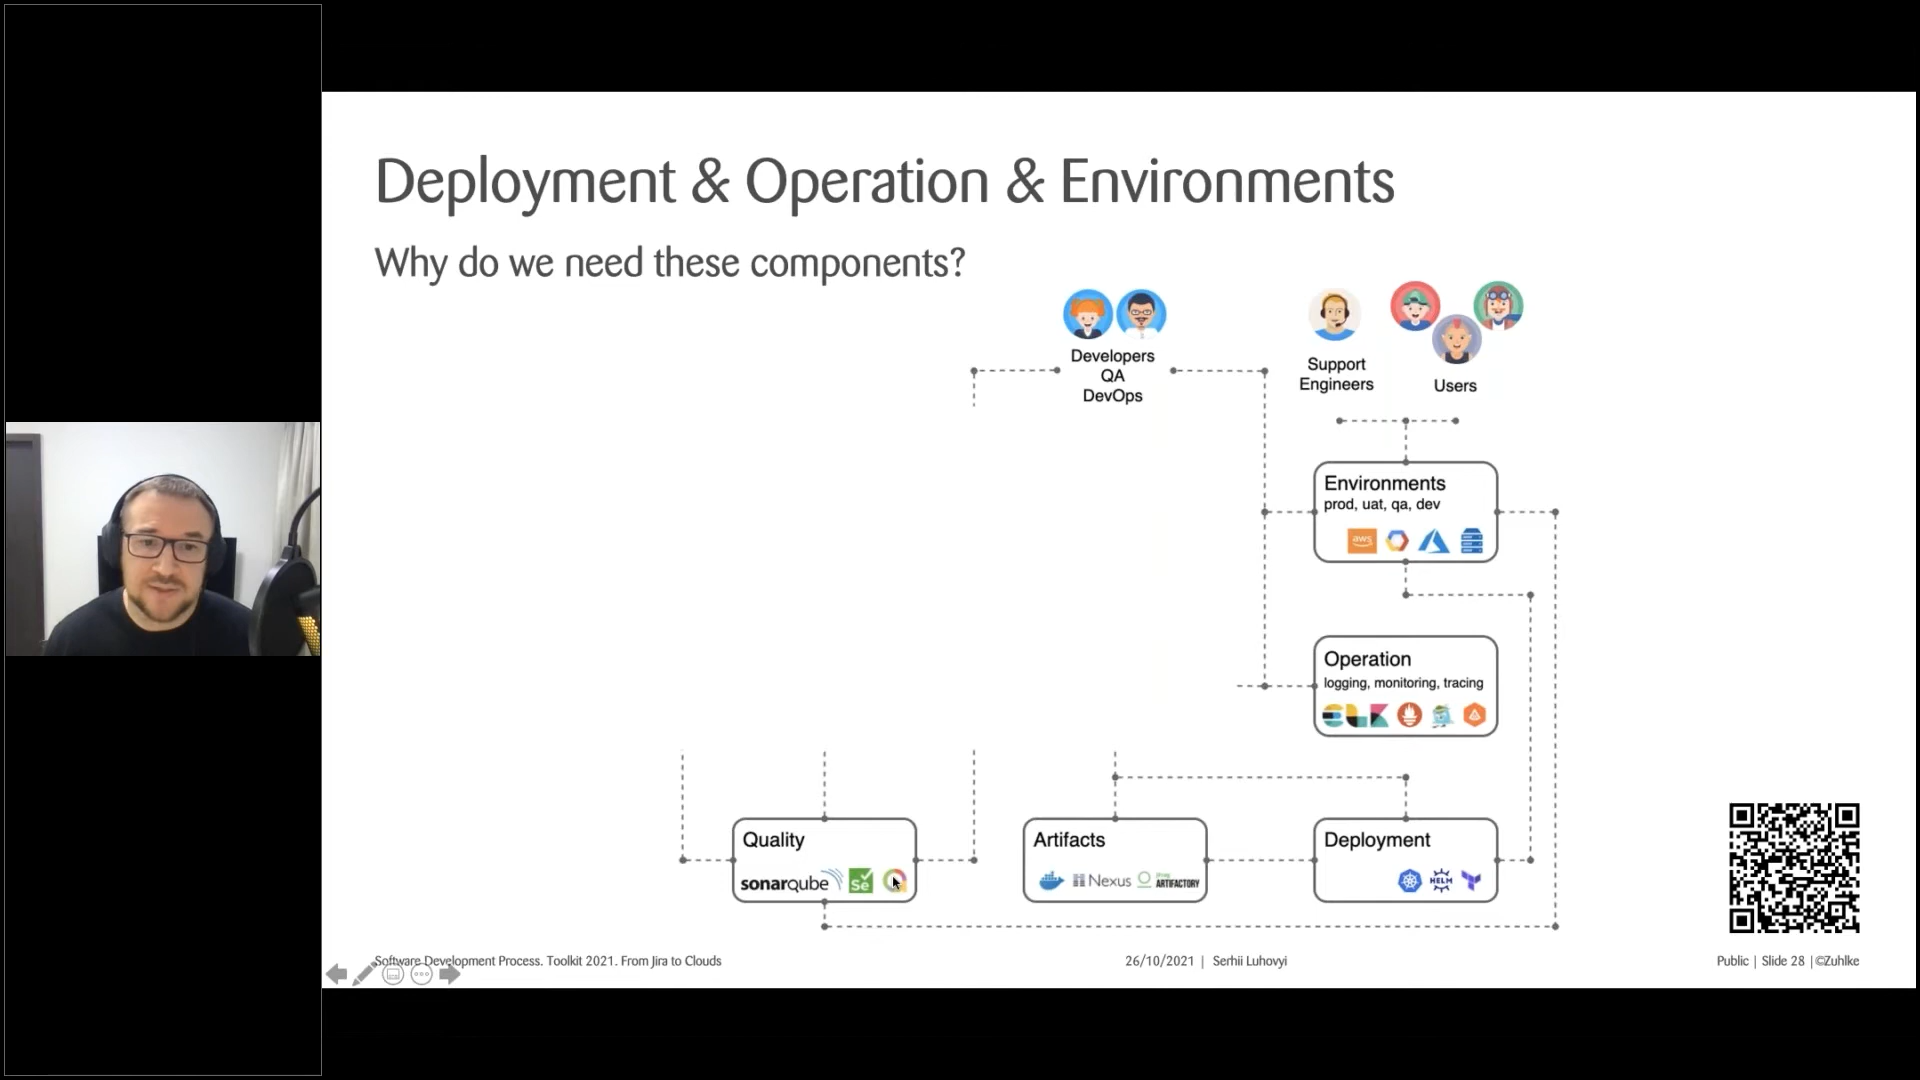 Deployment & Operation & Environments
Why do we need these components?
Developers
QA
DevOps
Support
Engineers
Users
Environments
prod, uat, qa, dev
aws
Operation
logging, monitoring, tracing
Quality
sonarqube
Se
Artifacts
Nexus
ARTIFACTORY
Deployment
HELM
Software Development Process. Toolkit 2021. From Jira to Clouds
26/10/2021 | Serhii Luhovyi
Public | Slide 28 | ©Zuhlke